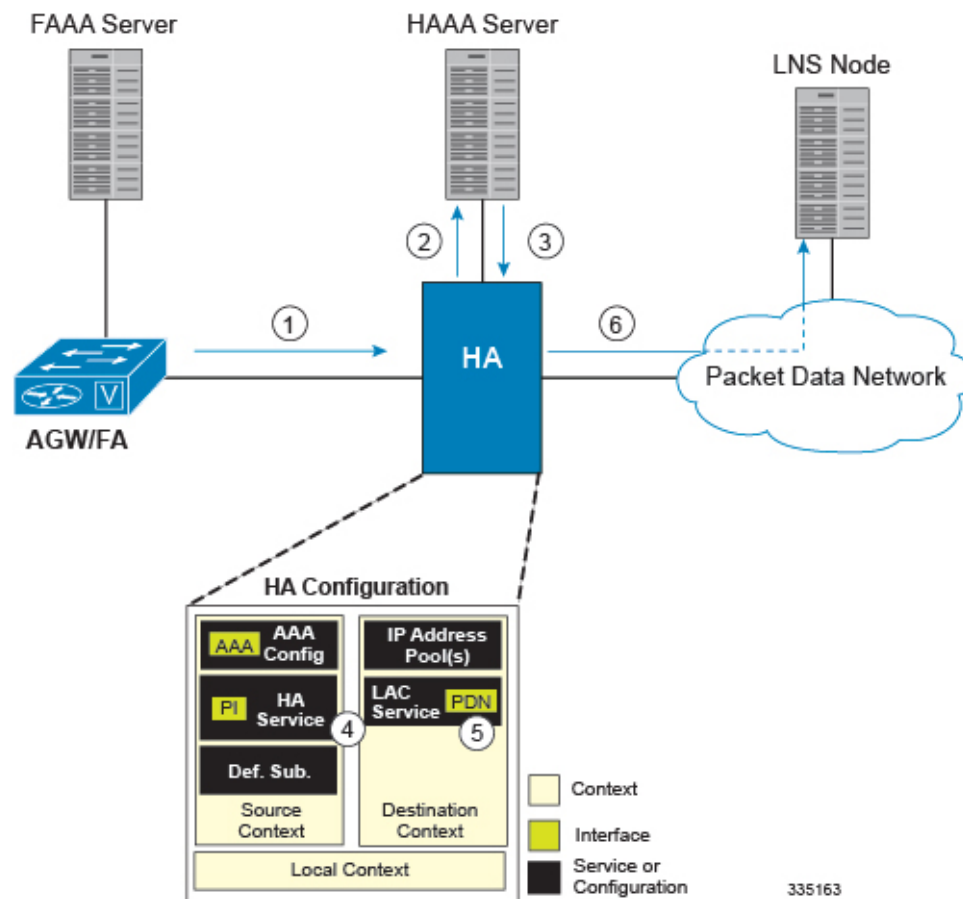 FAAA Server
HAAA Server
LNS Node
2
3
1
6
HA
Packet Data Network
V
AGW/FA
HA Configuration
AAA
AAA
Config
IP Address
Pool(s)
PI
HA
Service
4
LAC
Service
PDN
5
Def. Sub.
Source
Context
Destination
Context
Local Context
Context
Interface
Service or
Configuration
335163